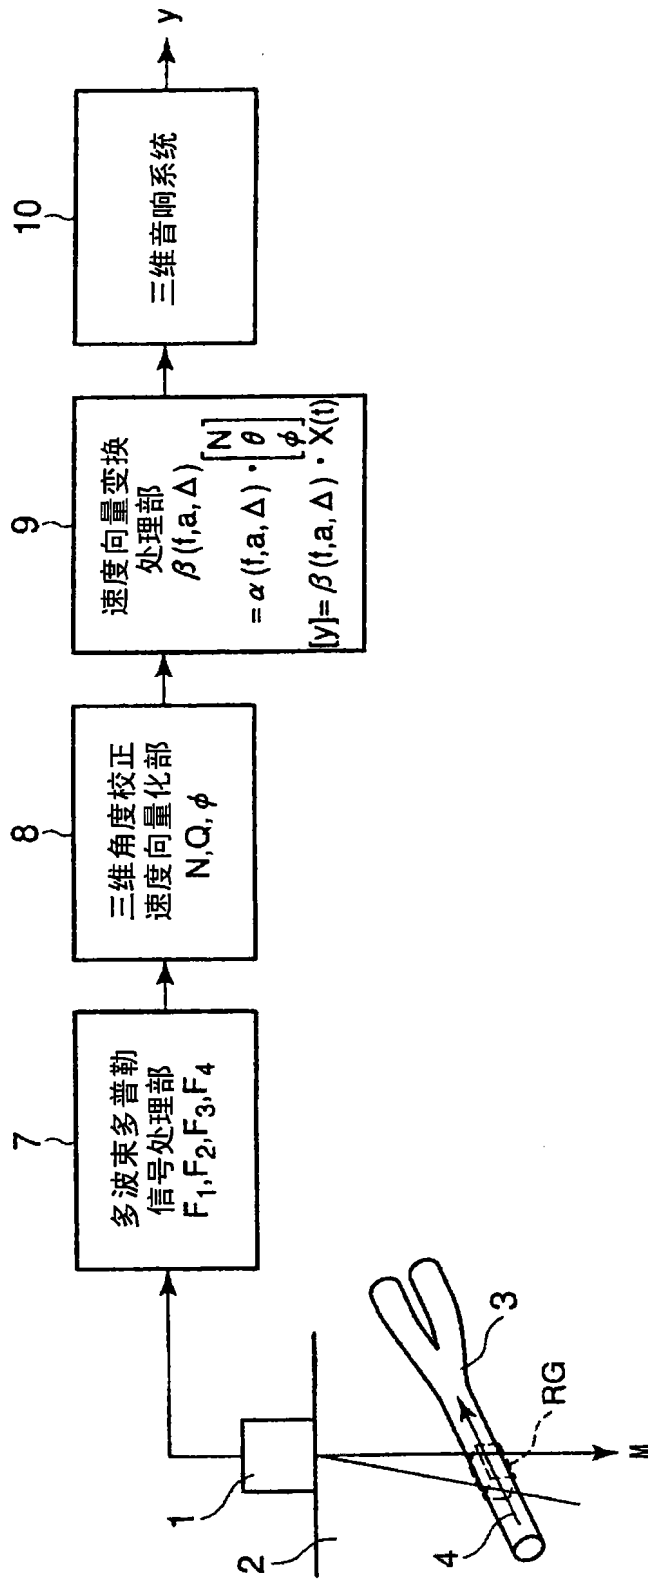 1
2
3
4
RG
M
7
多波束多普勒
信号处理部
F₁,F₂,F₃,F₄
8
三维角度校正
速度向量化部
N,Q,φ
9
速度向量变换
处理部
β(f,a,Δ)
=α(f,a,Δ)·[N θ φ]
[y]=β(f,a,Δ)·X(t)
10
三维音响系统
y